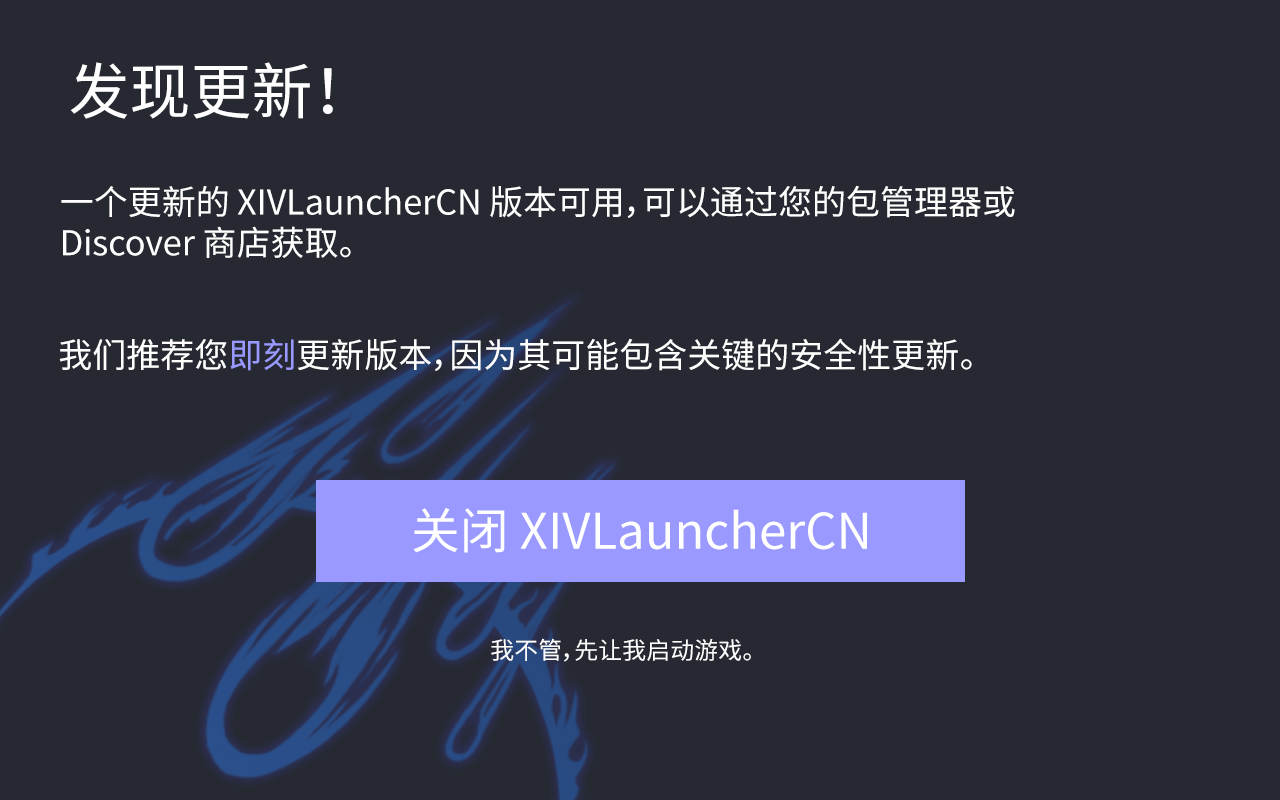 发现更新！
一个更新的 XIVLauncherCN 版本可用，可以通过您的包管理器或
Discover 商店获取。
我们推荐您即刻更新版本，因为其可能包含关键的安全性更新。
关闭 XIVLauncherCN
我不管，先让我启动游戏。